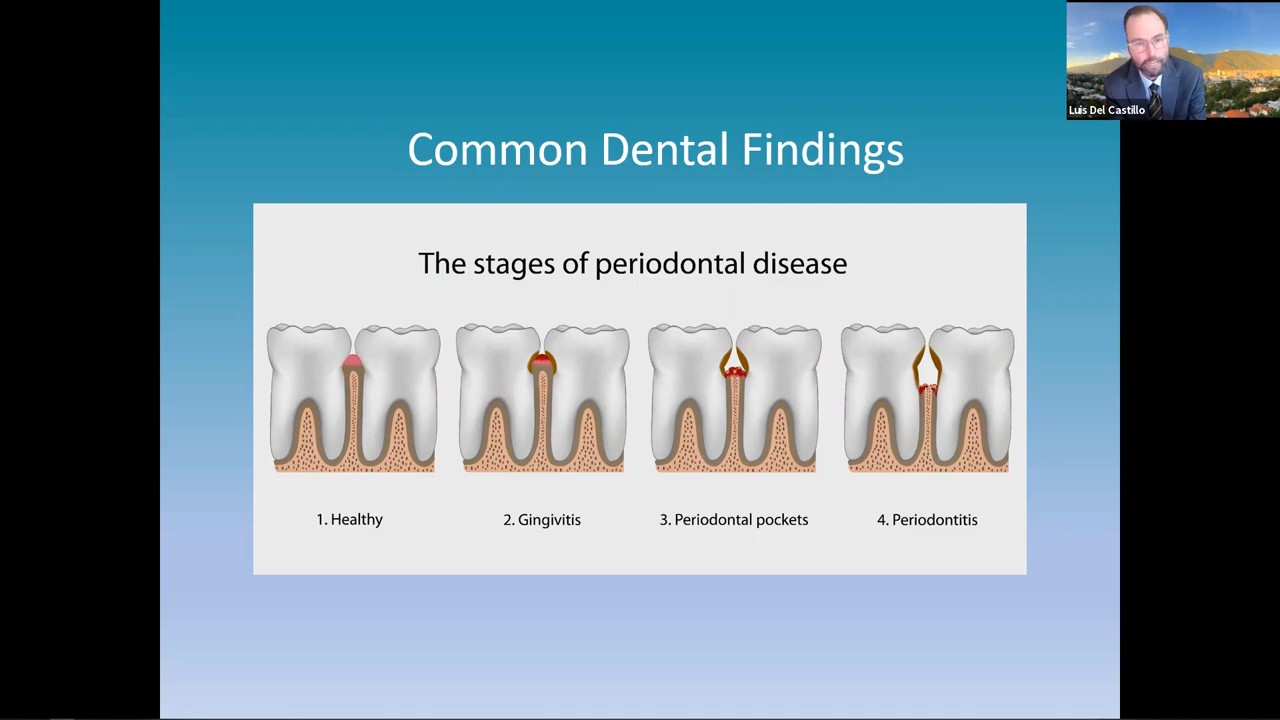 Luis Del Castillo
Common Dental Findings
The stages of periodontal disease
1. Healthy
2. Gingivitis
3. Periodontal pockets
4. Periodontitis